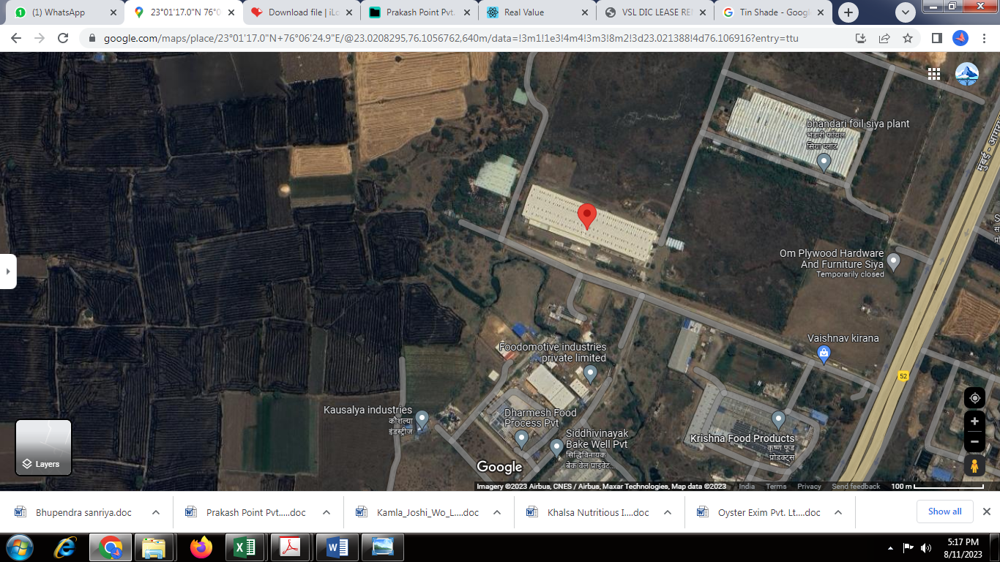 (1) WhatsApp
23°01'17.0"N 76°0
Download file | iLo
Prakash Point Pvt.
Real Value
VSL DIC LEASE RE
Tin Shade - Googl
google.com/maps/place/23°01'17.0"N+76°06'24.9"E/@23.0208295,76.1056762,640m/data=!3m1!1e3!4m4!3m3!8m2!3d23.021388!4d76.106916?entry=ttu
bhandari foil siya plant
भंडारी फॉयल
सिया प्लांट
मुंबई - आगरा
Om Plywood Hardware
And Furniture Siya
Temporarily closed
Vaishnav kirana
52
Foodomotive industries
private limited
Kausalya industries
कौशल्या
इंडस्ट्रीज
Dharmesh Food
Process Pvt
Siddhivinayak
Bake Well Pvt
सिद्धिविनायक
बेक वेल प्राइवेट...
Krishna Food Products
कृष्ण फूड
प्रोडक्ट्स
Layers
Google
Imagery ©2023 Airbus, CNES / Airbus, Maxar Technologies, Map data ©2023 India Terms Privacy Send feedback 100 m
Bhupendra sanriya.doc
Prakash Point Pvt.....doc
Kamla_Joshi_Wo_L....doc
Khalsa Nutritious I....doc
Oyster Exim Pvt. Lt....doc
Show all
5:17 PM
8/11/2023